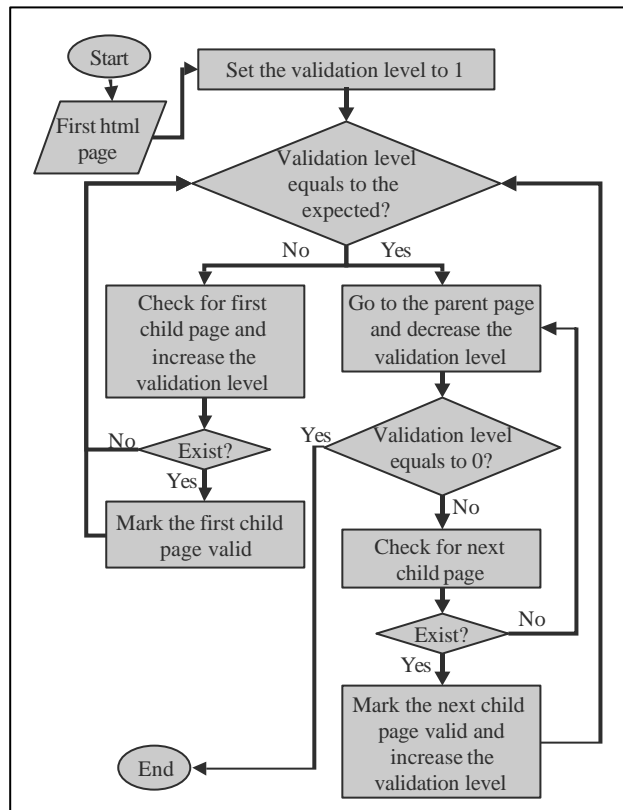 Start
Set the validation level to 1
First html
page
Validation level
equals to the
expected?
No
Yes
Check for first
child page and
increase the
validation level
Go to the parent page
and decrease the
validation level
No
Exist?
Yes
Yes
Validation level
equals to 0?
No
Mark the first child
page valid
Check for next
child page
Exist?
No
Yes
Mark the next child
page valid and
increase the
validation level
End